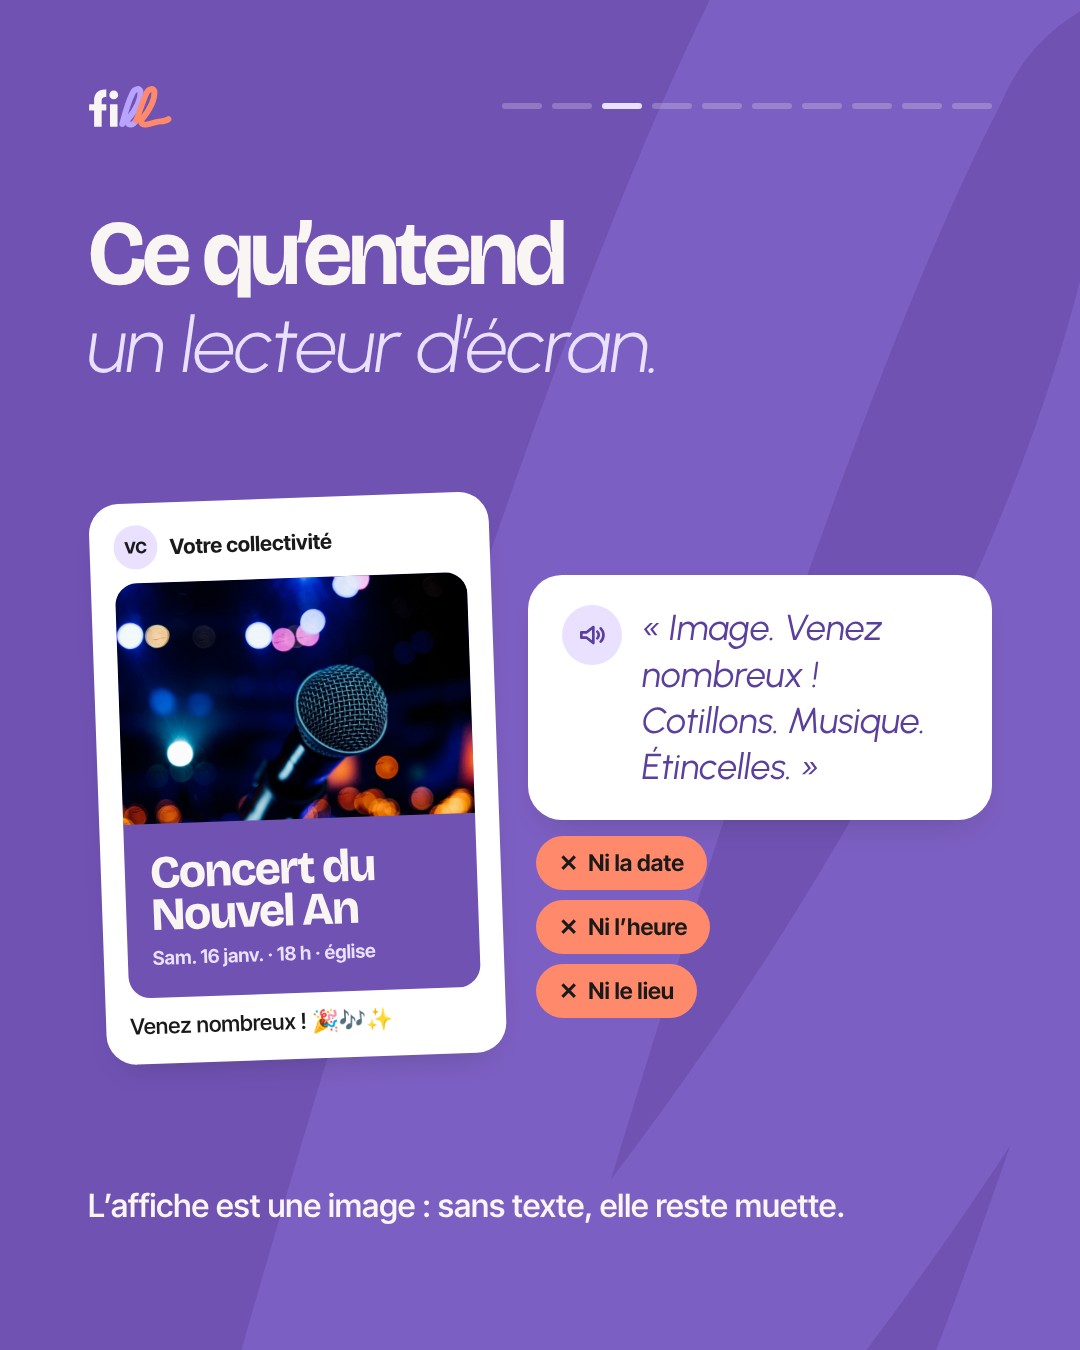 fill
Ce qu’entend
un lecteur d’écran.
VC
Votre collectivité
Concert du
Nouvel An
Sam. 16 janv. · 18 h · église
Venez nombreux ! 🎉🎶✨
« Image. Venez
nombreux !
Cotillons. Musique.
Étincelles. »
✕ Ni la date
✕ Ni l’heure
✕ Ni le lieu
L’affiche est une image : sans texte, elle reste muette.